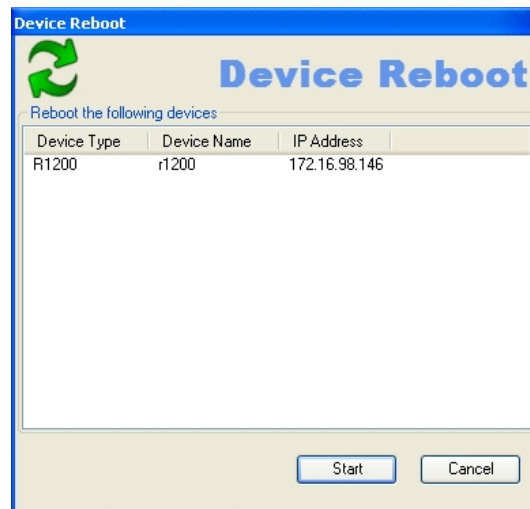 Device Reboot
Device Reboot
Reboot the following devices
Device Type Device Name IP Address
R1200 r1200 172.16.98.146
Start Cancel